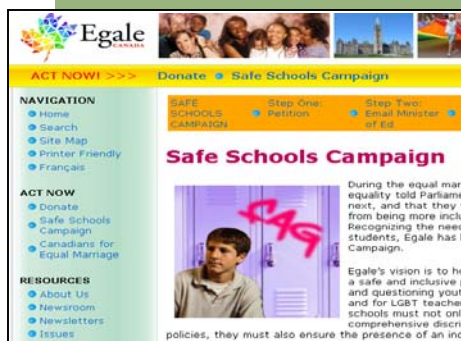 Egale
CANADA
ACT NOW! >>> Donate Safe Schools Campaign
NAVIGATION
Home
Search
Site Map
Printer Friendly
Français
ACT NOW
Donate
Safe Schools
Campaign
Canadians for
Equal Marriage
RESOURCES
About Us
Newsroom
Newsletters
Issues
SAFE
SCHOOLS
CAMPAIGN
Step One:
Petition
Step Two:
Email Minister
of Ed.
Safe Schools Campaign
During the equal mar
equality told Parliame
next, and that they
from being more inclu
Recognizing the need
students, Egale has l
Campaign.
Egale's vision is to h
a safe and inclusive p
and questioning yout
and for LGBT teacher
schools must not onl
comprehensive discri
policies, they must also ensure the presence of an inc